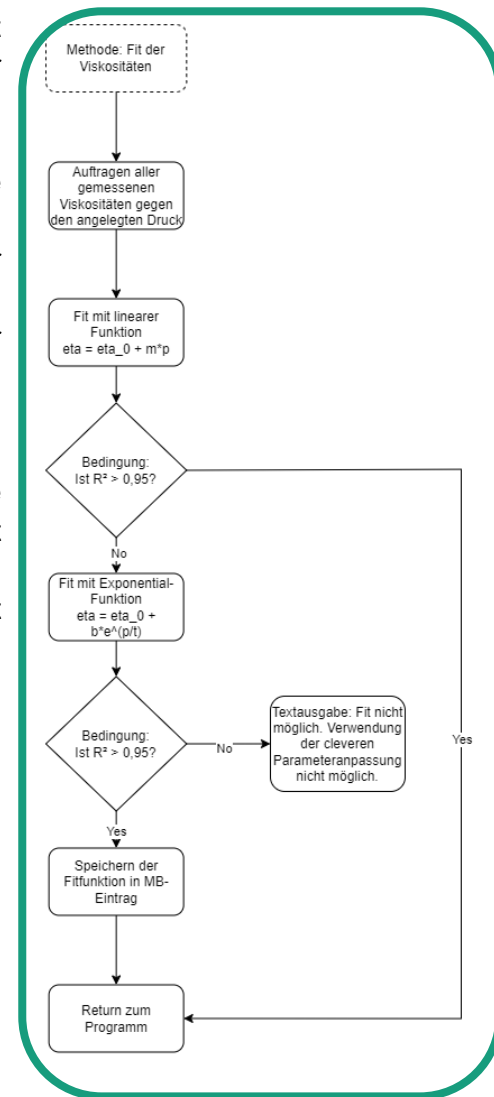 Methode: Fit der
Viskositäten
Auftragen aller
gemessenen
Viskositäten gegen
den angelegten Druck
Fit mit linearer
Funktion
eta = eta_0 + m*p
Bedingung:
Ist R² > 0,95?
No
Fit mit Exponential-
Funktion
eta = eta_0 +
b*e^(p/t)
Bedingung:
Ist R² > 0,95?
No
Textausgabe: Fit nicht
möglich. Verwendung
der cleveren
Parameteranpassung
nicht möglich.
Yes
Yes
Speichern der
Fitfunktion in MB-
Eintrag
Return zum
Programm